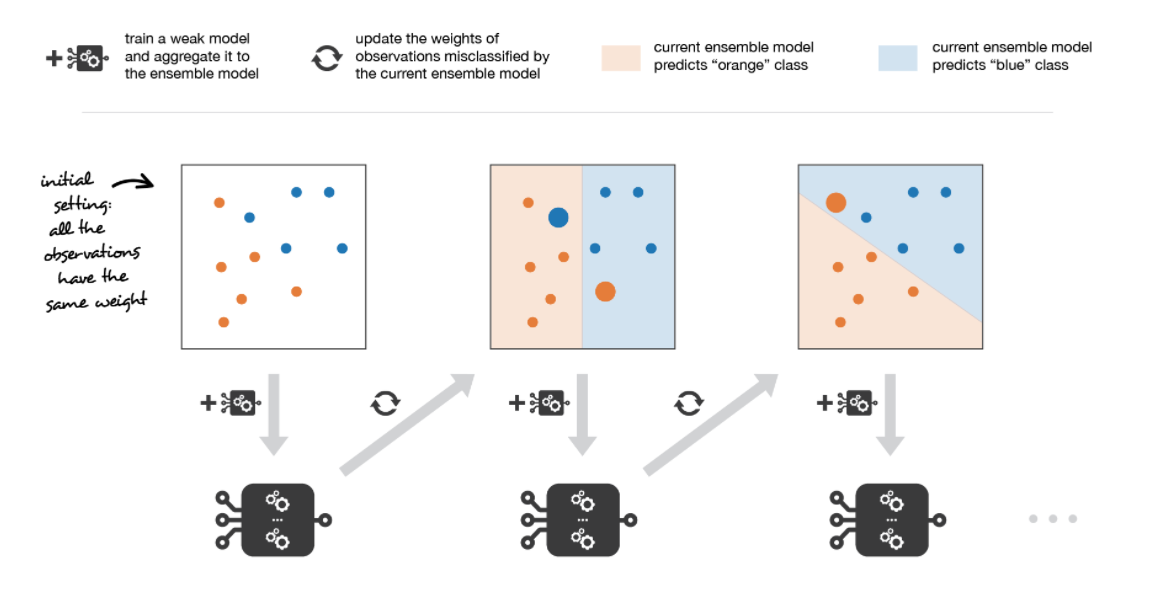 train a weak model
and aggregate it to
the ensemble model
update the weights of
observations misclassified by
the current ensemble model
current ensemble model
predicts “orange” class
current ensemble model
predicts “blue” class
initial
setting:
all the
observations
have the
same weight